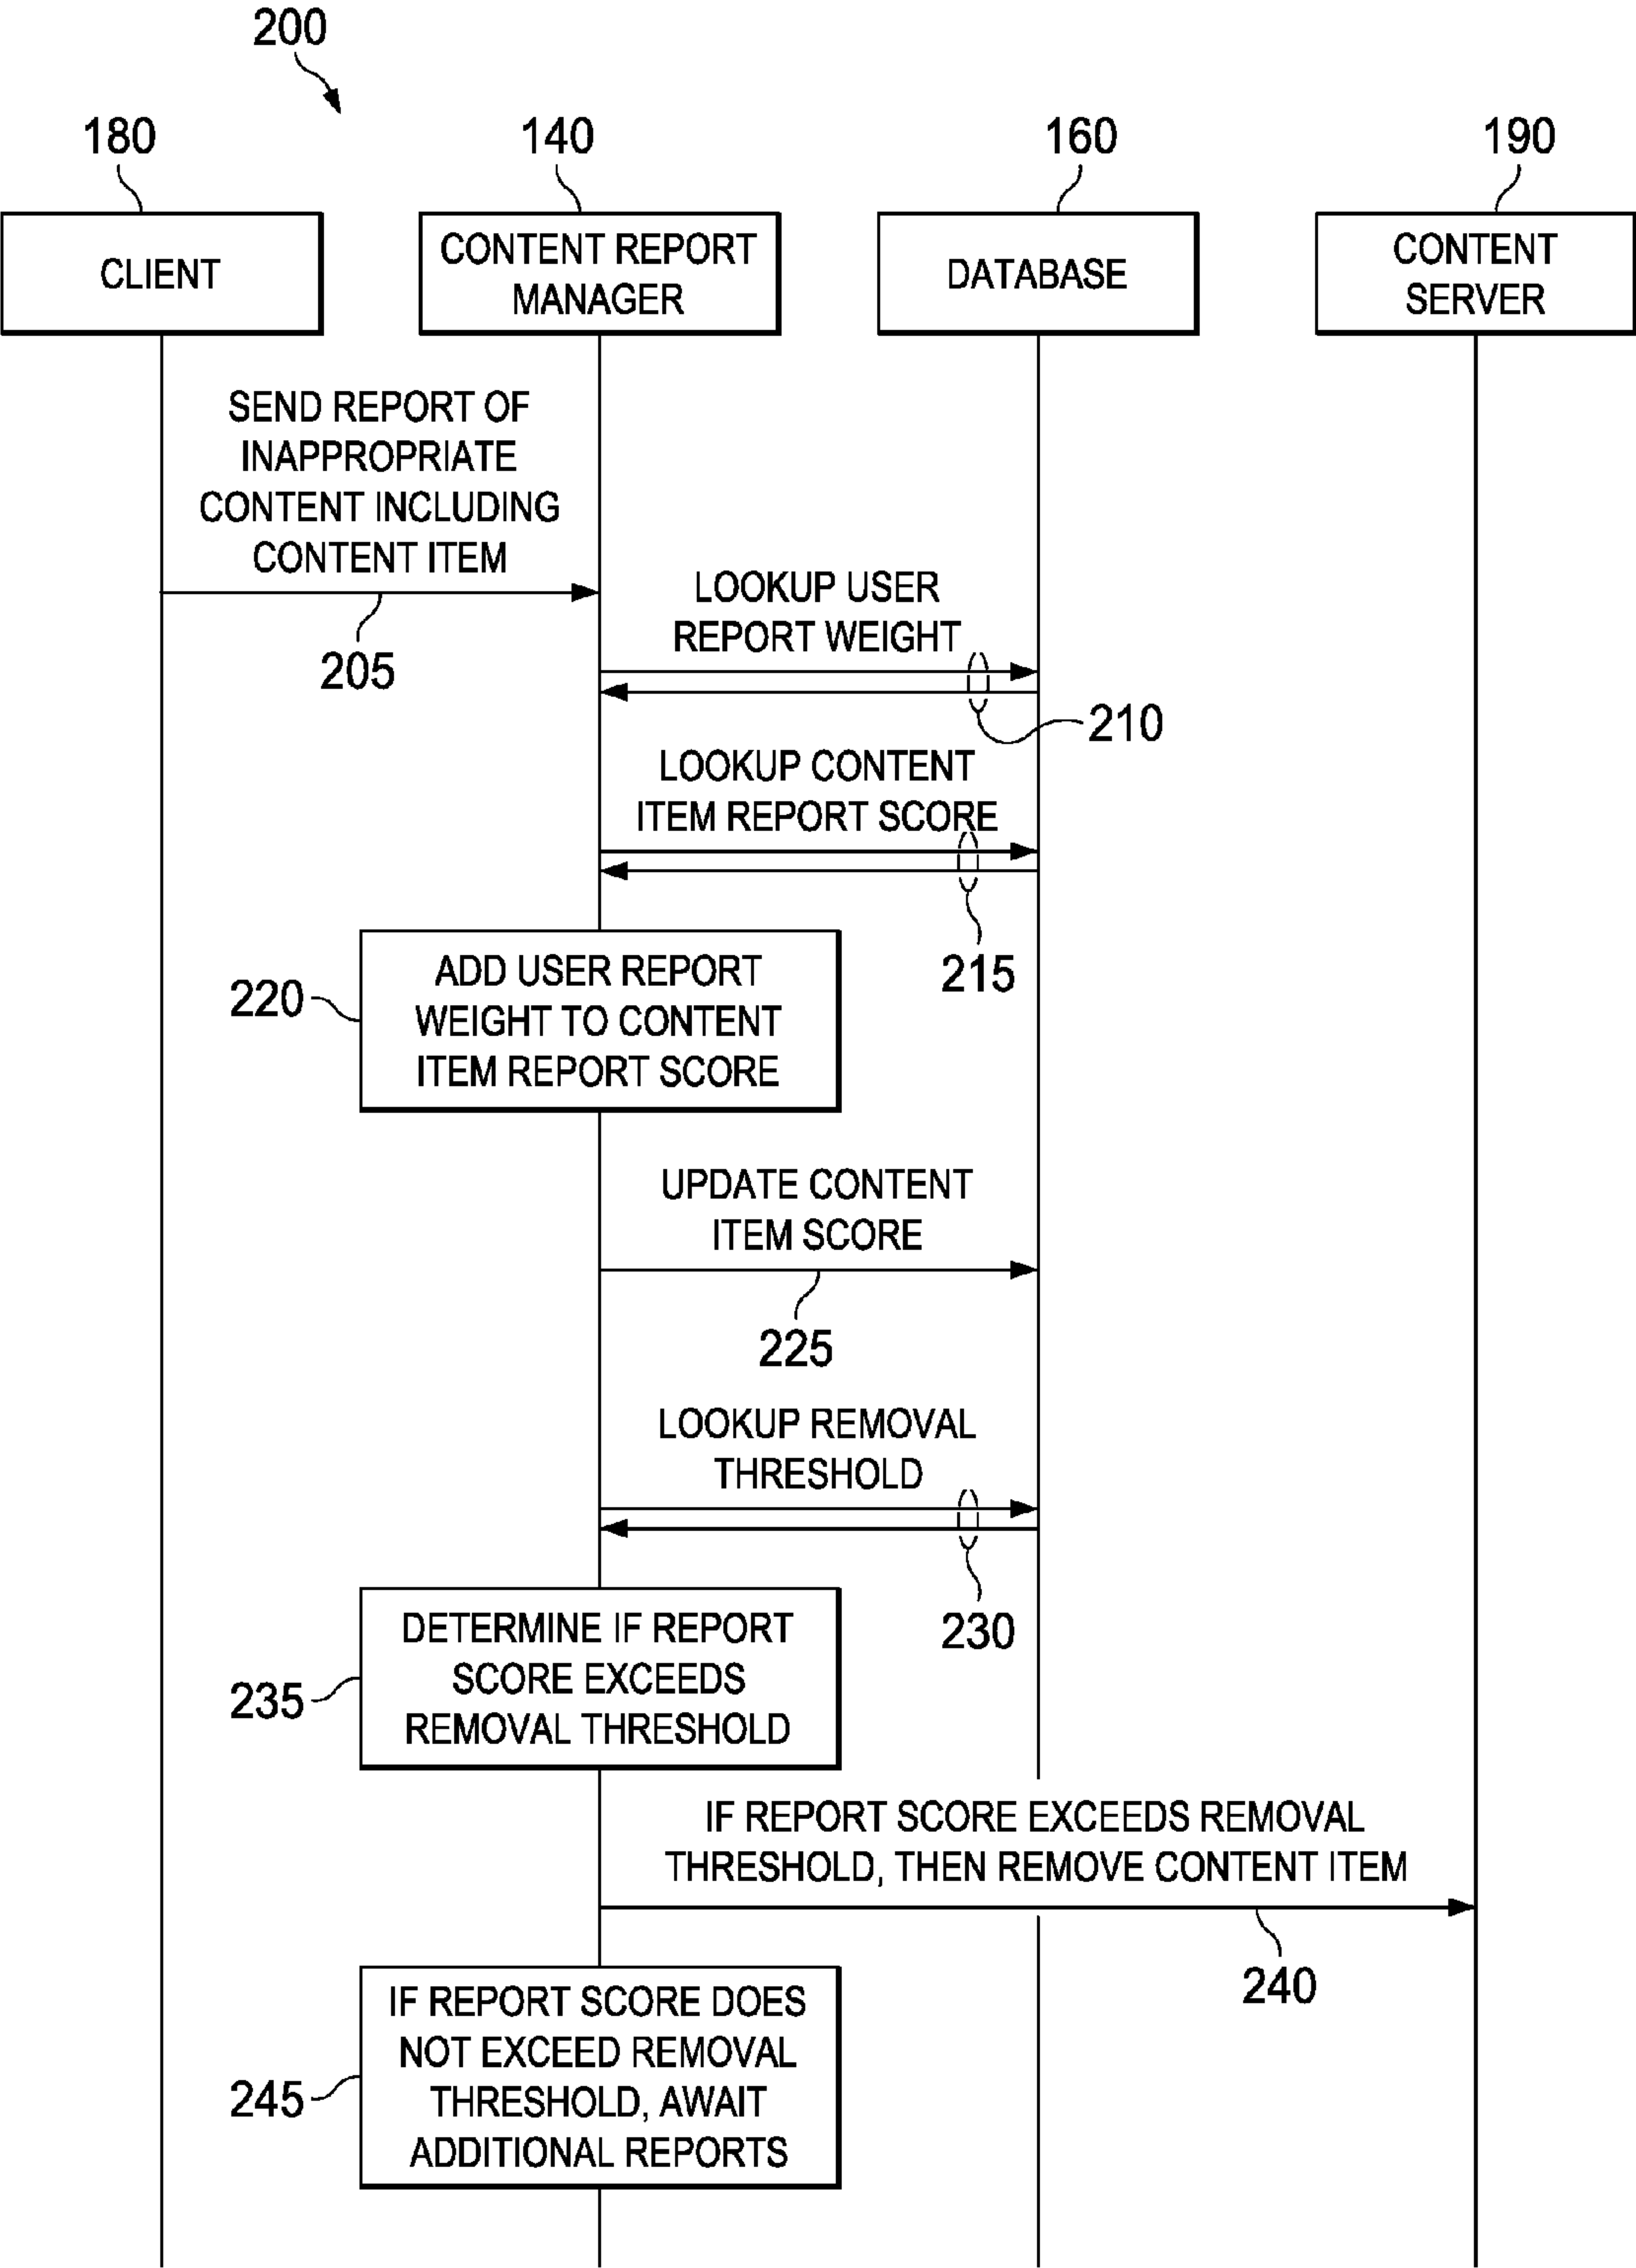 200
180
140
160
190
CLIENT
CONTENT REPORT
MANAGER
DATABASE
CONTENT
SERVER
SEND REPORT OF
INAPPROPRIATE
CONTENT INCLUDING
CONTENT ITEM
205
LOOKUP USER
REPORT WEIGHT
210
LOOKUP CONTENT
ITEM REPORT SCORE
215
220
ADD USER REPORT
WEIGHT TO CONTENT
ITEM REPORT SCORE
UPDATE CONTENT
ITEM SCORE
225
LOOKUP REMOVAL
THRESHOLD
230
235
DETERMINE IF REPORT
SCORE EXCEEDS
REMOVAL THRESHOLD
IF REPORT SCORE EXCEEDS REMOVAL
THRESHOLD, THEN REMOVE CONTENT ITEM
240
245
IF REPORT SCORE DOES
NOT EXCEED REMOVAL
THRESHOLD, AWAIT
ADDITIONAL REPORTS